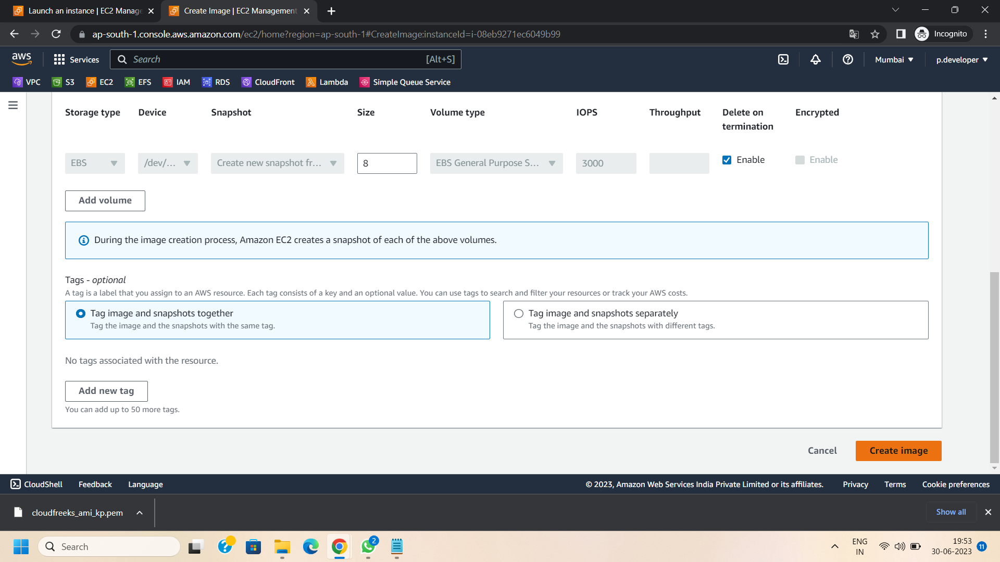 Launch an instance | EC2 Manage
Create Image | EC2 Management
ap-south-1.console.aws.amazon.com/ec2/home?region=ap-south-1#CreateImage:instanceId=i-08eb9271ec6049b99
Incognito
aws
Services
Search
[Alt+S]
Mumbai
p.developer
VPC
S3
EC2
EFS
IAM
RDS
CloudFront
Lambda
Simple Queue Service
Storage type
Device
Snapshot
Size
Volume type
IOPS
Throughput
Delete on
termination
Encrypted
EBS
/dev/...
Create new snapshot fr...
8
EBS General Purpose S...
3000
Enable
Enable
Add volume
During the image creation process, Amazon EC2 creates a snapshot of each of the above volumes.
Tags - optional
A tag is a label that you assign to an AWS resource. Each tag consists of a key and an optional value. You can use tags to search and filter your resources or track your AWS costs.
Tag image and snapshots together
Tag the image and the snapshots with the same tag.
Tag image and snapshots separately
Tag the image and the snapshots with different tags.
No tags associated with the resource.
Add new tag
You can add up to 50 more tags.
Cancel
Create image
CloudShell
Feedback
Language
© 2023, Amazon Web Services India Private Limited or its affiliates.
Privacy
Terms
Cookie preferences
cloudfreeks_ami_kp.pem
Show all
Search
2
ENG
IN
19:53
30-06-2023
11